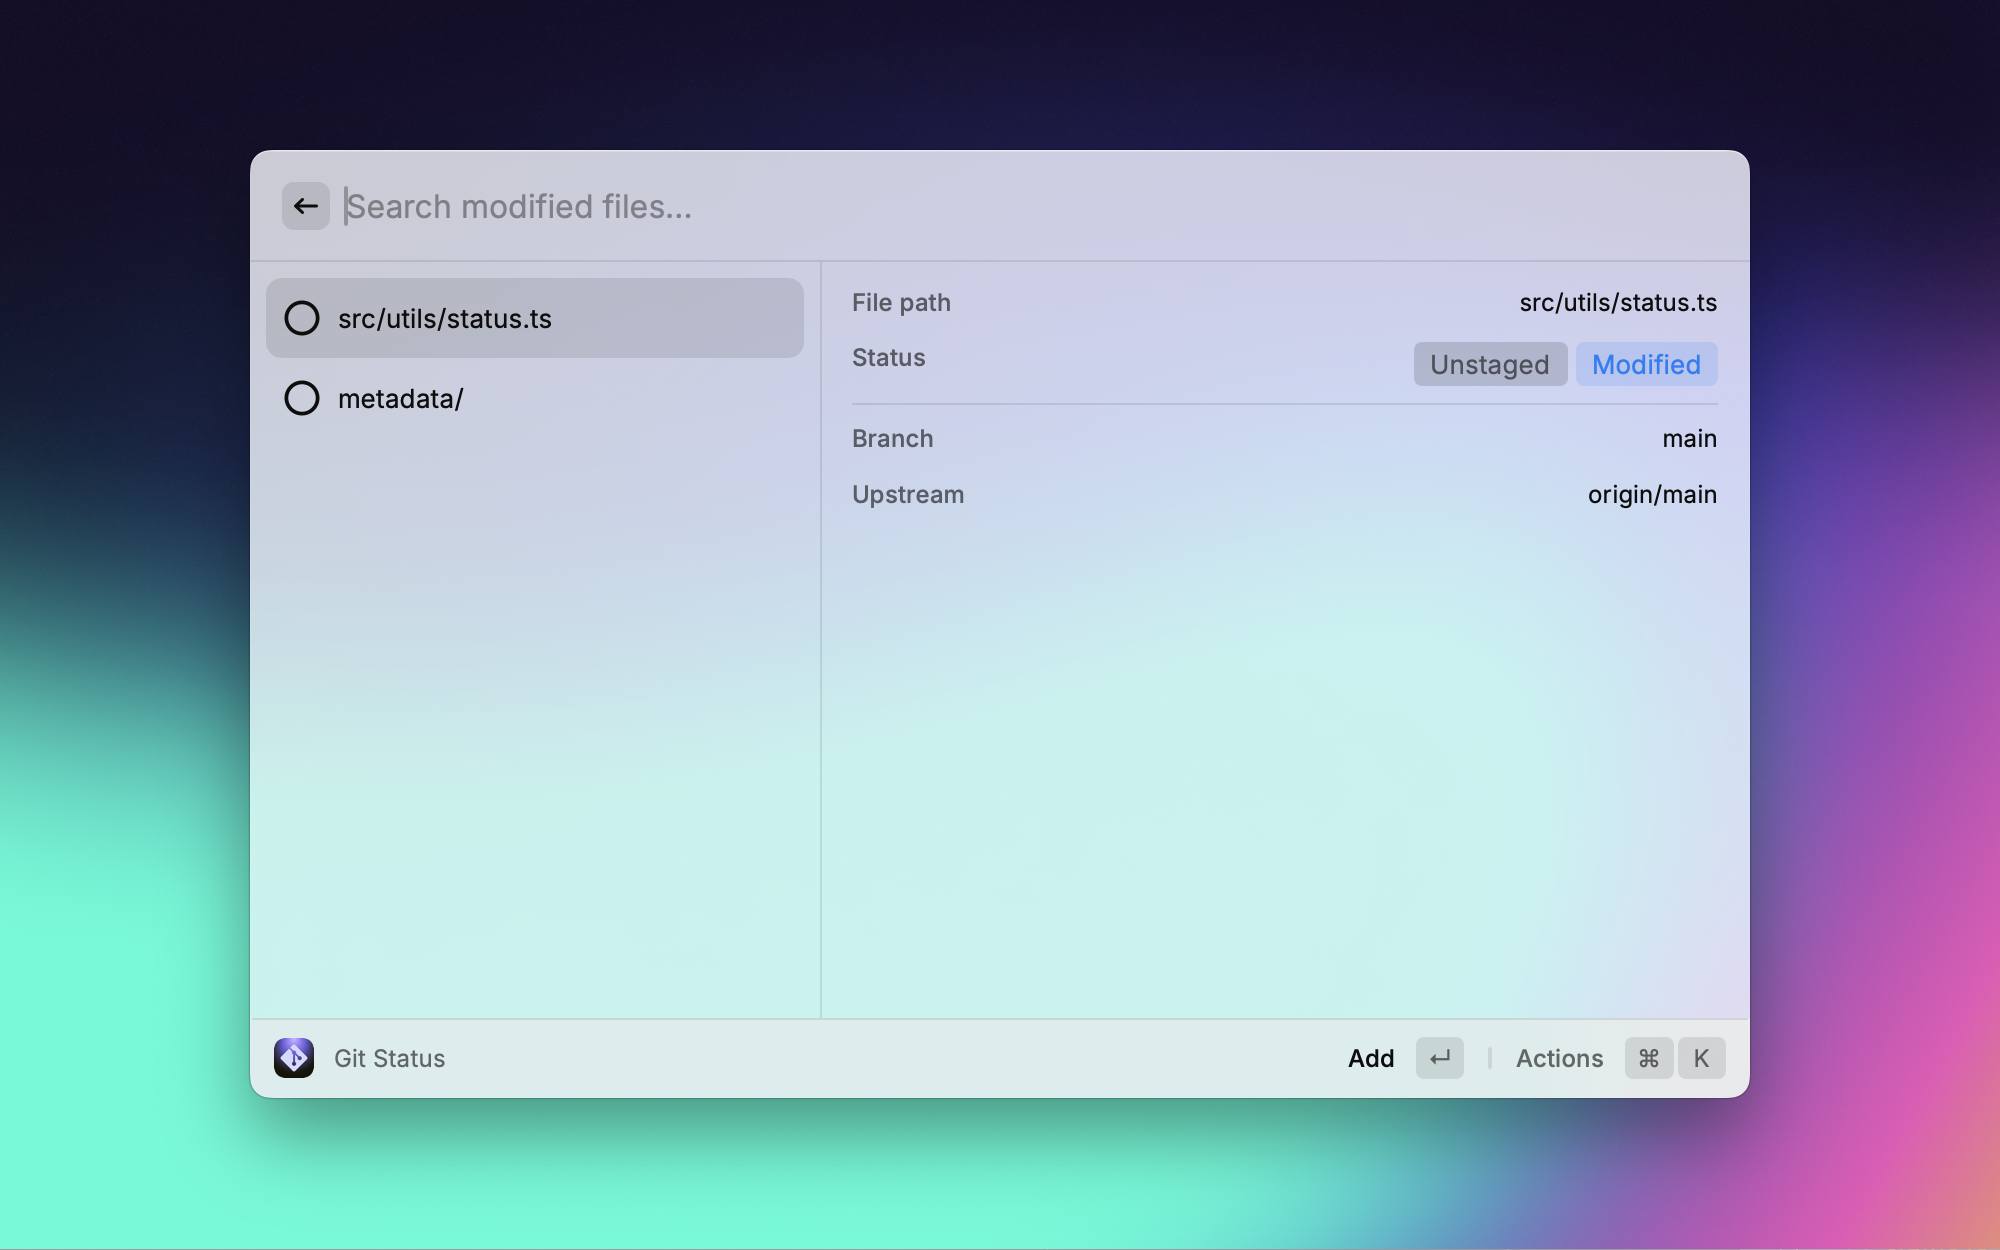 Search modified files...
src/utils/status.ts
metadata/
File path src/utils/status.ts
Status Unstaged Modified
Branch main
Upstream origin/main
Git Status Add ↵ Actions ⌘ K